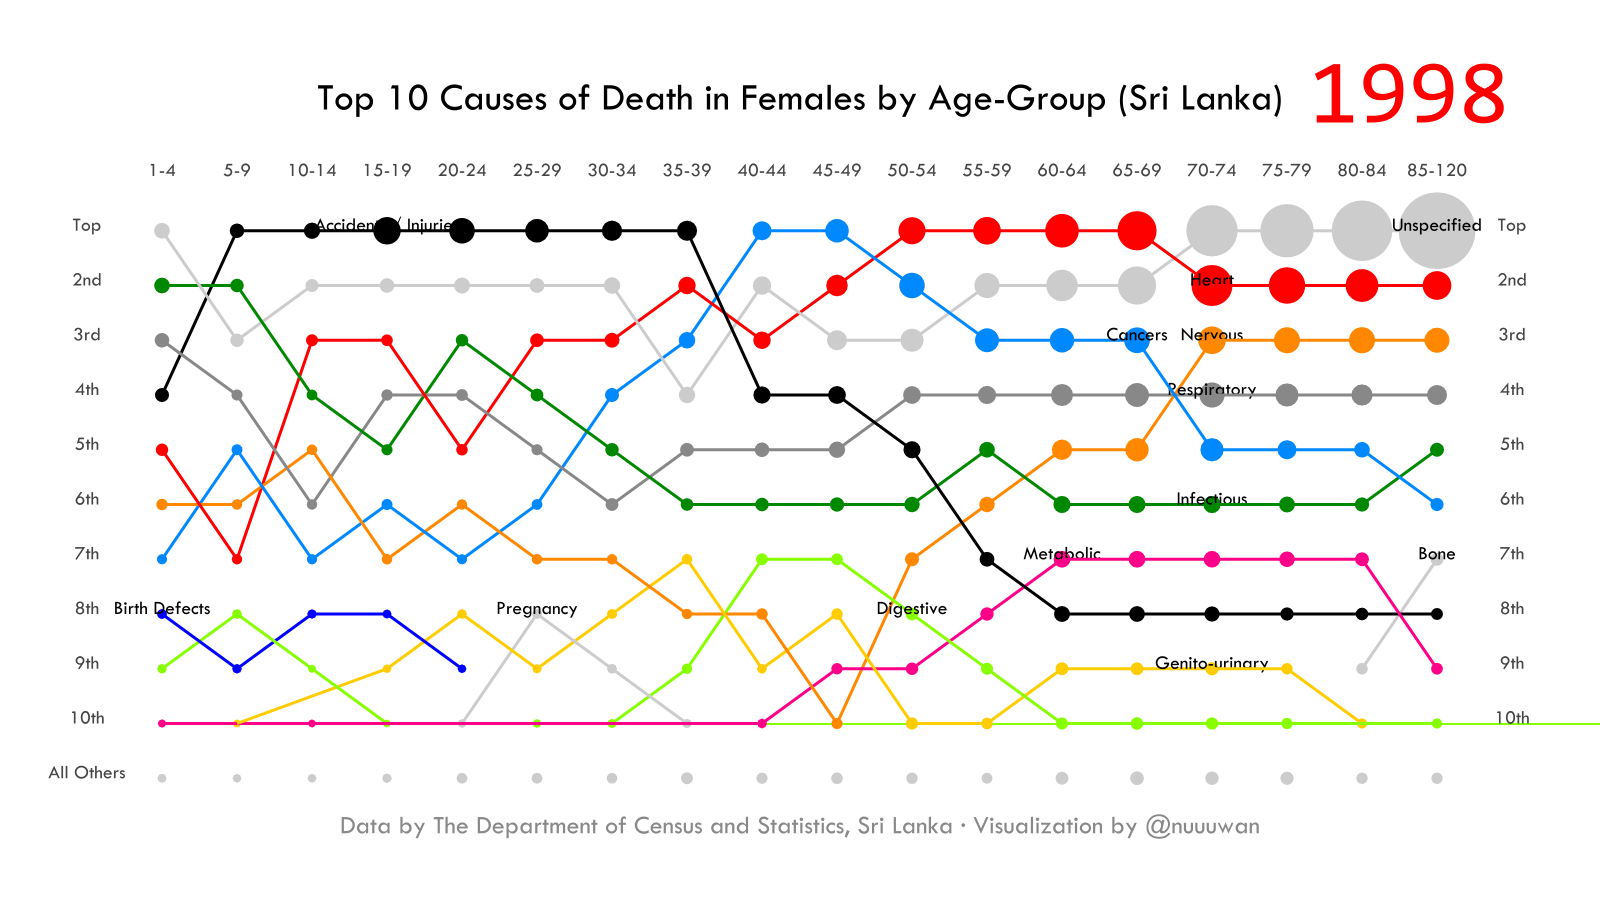 Top 10 Causes of Death in Females by Age-Group (Sri Lanka) 1998
1-4 5-9 10-14 15-19 20-24 25-29 30-34 35-39 40-44 45-49 50-54 55-59 60-64 65-69 70-74 75-79 80-84 85-120
Top Accidents / Injuries Unspecified Top
2nd Heart 2nd
3rd Cancers Nervous 3rd
4th Respiratory 4th
5th 5th
6th Infectious 6th
7th Metabolic Bone 7th
8th Birth Defects Pregnancy Digestive 8th
9th Genito-urinary 9th
10th 10th
All Others
Data by The Department of Census and Statistics, Sri Lanka · Visualization by @nuuuwan